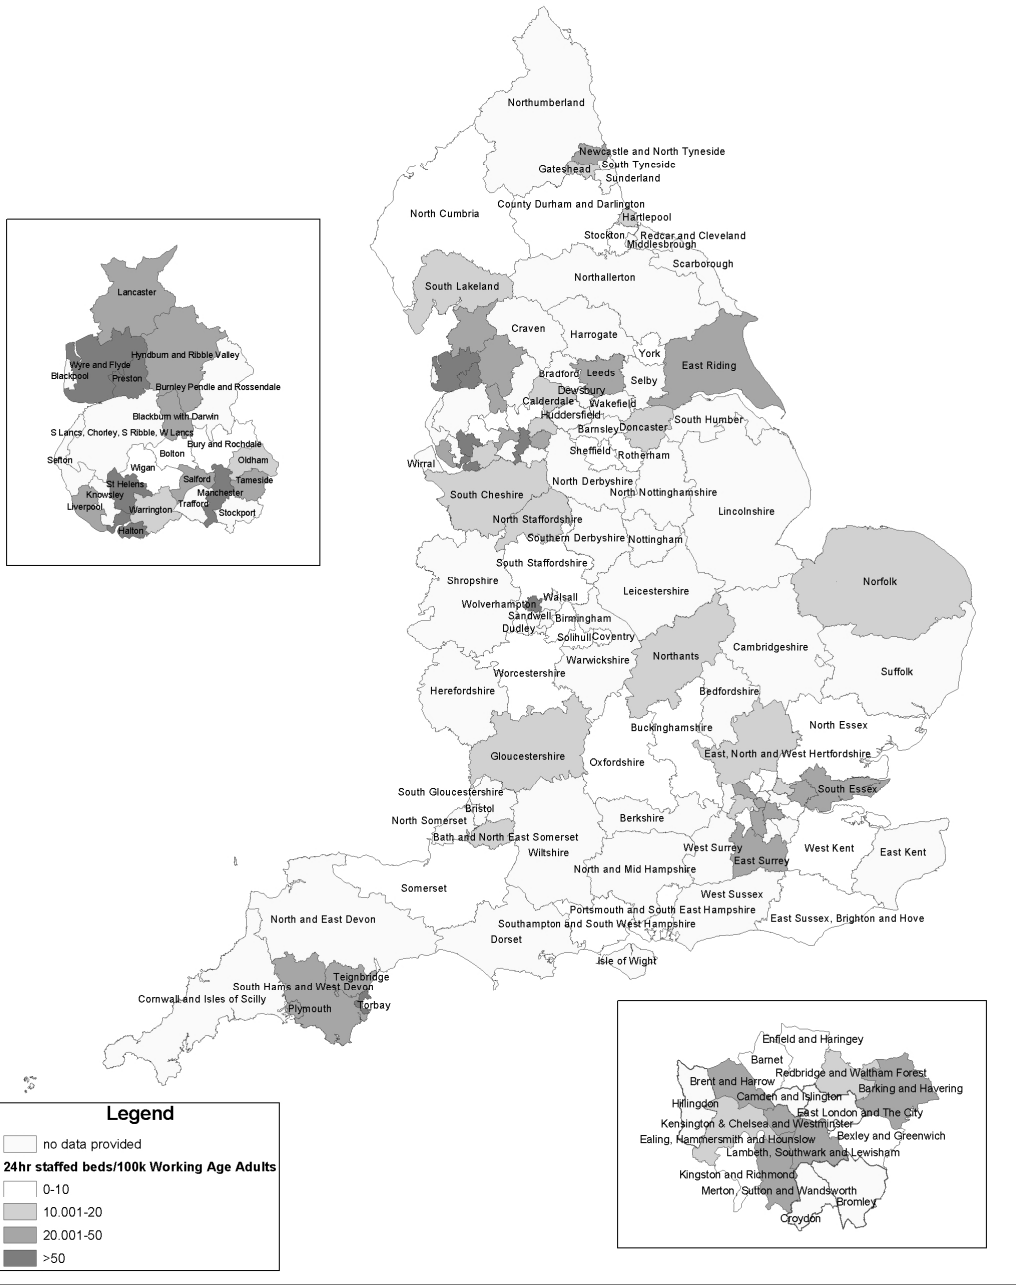 Northumberland
Newcastle and North Tyneside
South Tyneside
Gateshead
Sunderland
County Durham and Darlington
North Cumbria
Hartlepool
Stockton
Redcar and Cleveland
Middlesbrough
Scarborough
Northallerton
South Lakeland
Craven
Harrogate
York
East Riding
Bradford
Leeds
Selby
Dewsbury
Calderdale
Wakefield
Huddersfield
Barnsley
Doncaster
South Humber
Sheffield
Rotherham
Wirral
North Derbyshire
North Nottinghamshire
South Cheshire
Lincolnshire
North Staffordshire
Southern Derbyshire
Nottingham
South Staffordshire
Shropshire
Leicestershire
Norfolk
Walsall
Wolverhampton
Sandwell
Birmingham
Dudley
Solihull
Coventry
Warwickshire
Northants
Cambridgeshire
Worcestershire
Suffolk
Herefordshire
Bedfordshire
Buckinghamshire
North Essex
Gloucestershire
Oxfordshire
East, North and West Hertfordshire
South Gloucestershire
South Essex
Bristol
North Somerset
Berkshire
Bath and North East Somerset
Wiltshire
West Surrey
East Surrey
West Kent
East Kent
North and Mid Hampshire
Somerset
West Sussex
Portsmouth and South East Hampshire
East Sussex, Brighton and Hove
Southampton and South West Hampshire
North and East Devon
Dorset
Isle of Wight
Teignbridge
South Hams and West Devon
Cornwall and Isles of Scilly
Plymouth
Torbay
Lancaster
Hyndburn and Ribble Valley
Wyre and Flyde
Blackpool
Preston
Burnley Pendle and Rossendale
Blackburn with Darwin
S Lancs, Chorley, S Ribble, W Lancs
Bury and Rochdale
Bolton
Sefton
Wigan
Oldham
St Helens
Salford
Tameside
Knowsley
Manchester
Liverpool
Warrington
Trafford
Stockport
Halton
Enfield and Haringey
Barnet
Redbridge and Waltham Forest
Brent and Harrow
Barking and Havering
Camden and Islington
Hillingdon
East London and The City
Kensington & Chelsea and Westminster
Ealing, Hammersmith and Hounslow
Bexley and Greenwich
Lambeth, Southwark and Lewisham
Kingston and Richmond
Merton, Sutton and Wandsworth
Bromley
Croydon
Legend
no data provided
24hr staffed beds/100k Working Age Adults
0-10
10.001-20
20.001-50
>50